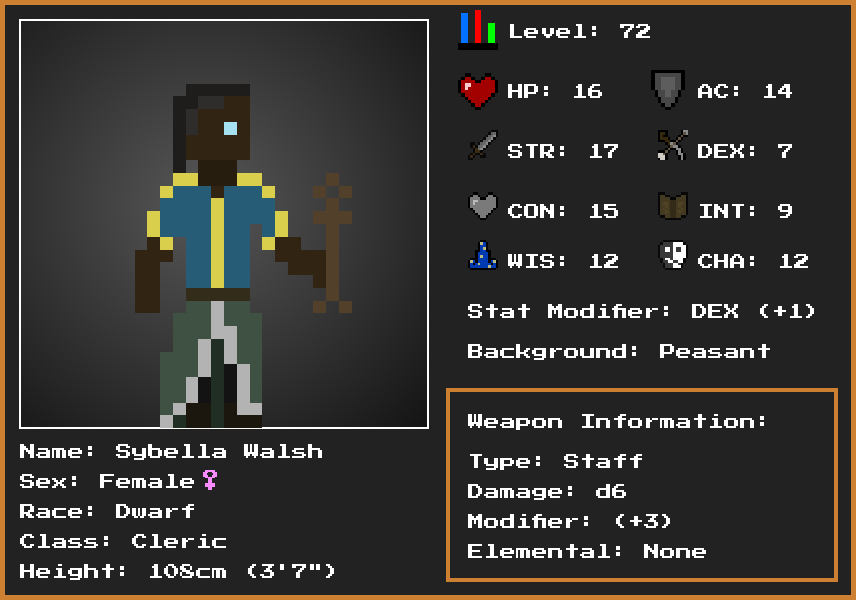 Level: 72
HP: 16
AC: 14
STR: 17
DEX: 7
CON: 15
INT: 9
WIS: 12
CHA: 12
Stat Modifier: DEX (+1)
Background: Peasant
Weapon Information:
Type: Staff
Damage: d6
Modifier: (+3)
Elemental: None
Name: Sybella Walsh
Sex: Female♀
Race: Dwarf
Class: Cleric
Height: 108cm (3'7")